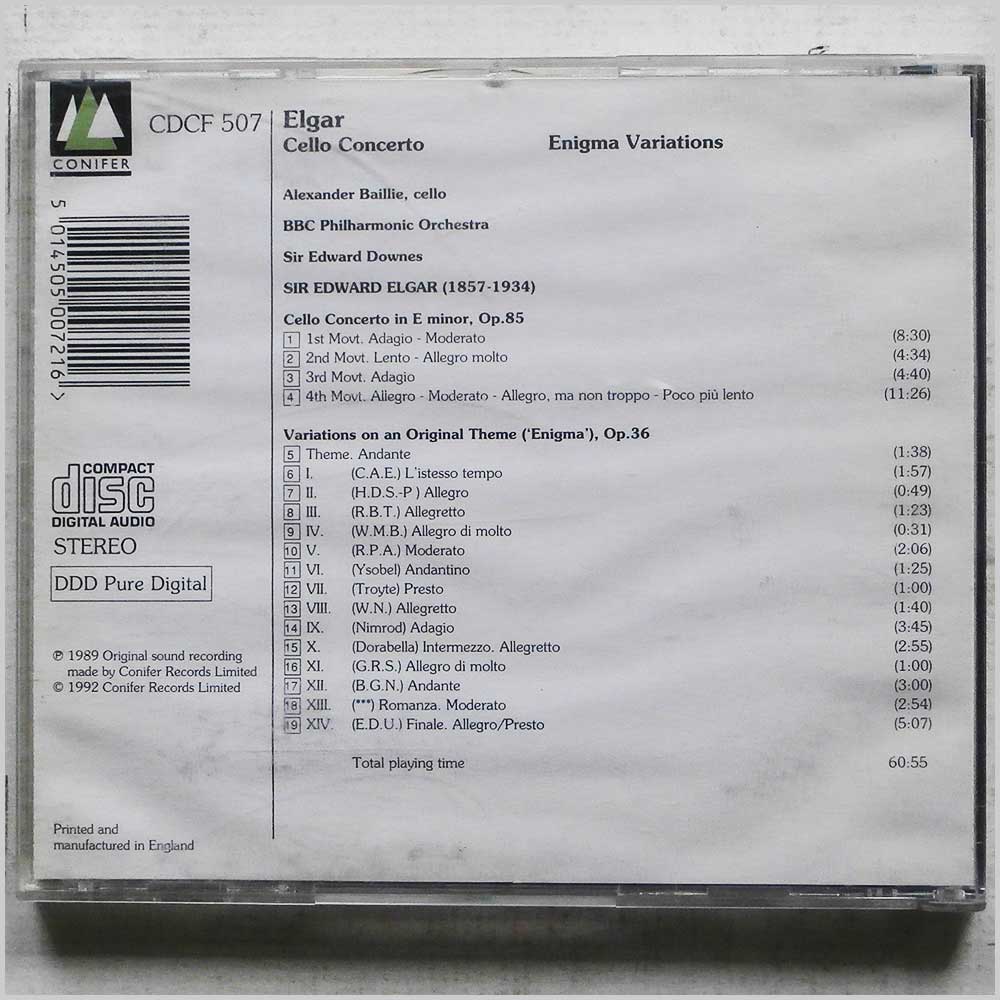 CONIFER
CDCF 507
Elgar
Cello Concerto Enigma Variations
Alexander Baillie, cello
BBC Philharmonic Orchestra
Sir Edward Downes
SIR EDWARD ELGAR (1857-1934)
Cello Concerto in E minor, Op.85
1 1st Movt. Adagio - Moderato (8:30)
2 2nd Movt. Lento - Allegro molto (4:34)
3 3rd Movt. Adagio (4:40)
4 4th Movt. Allegro - Moderato - Allegro, ma non troppo - Poco più lento (11:26)
Variations on an Original Theme ('Enigma'), Op.36
5 Theme. Andante (1:38)
6 I. (C.A.E.) L'istesso tempo (1:57)
7 II. (H.D.S.-P ) Allegro (0:49)
8 III. (R.B.T.) Allegretto (1:23)
9 IV. (W.M.B.) Allegro di molto (0:31)
10 V. (R.P.A.) Moderato (2:06)
11 VI. (Ysobel) Andantino (1:25)
12 VII. (Troyte) Presto (1:00)
13 VIII. (W.N.) Allegretto (1:40)
14 IX. (Nimrod) Adagio (3:45)
15 X. (Dorabella) Intermezzo. Allegretto (2:55)
16 XI. (G.R.S.) Allegro di molto (1:00)
17 XII. (B.G.N.) Andante (3:00)
18 XIII. (***) Romanza. Moderato (2:54)
19 XIV. (E.D.U.) Finale. Allegro/Presto (5:07)
Total playing time 60:55
5 014505 007216 >
COMPACT
disc
DIGITAL AUDIO
STEREO
DDD Pure Digital
℗ 1989 Original sound recording
made by Conifer Records Limited
© 1992 Conifer Records Limited
Printed and
manufactured in England